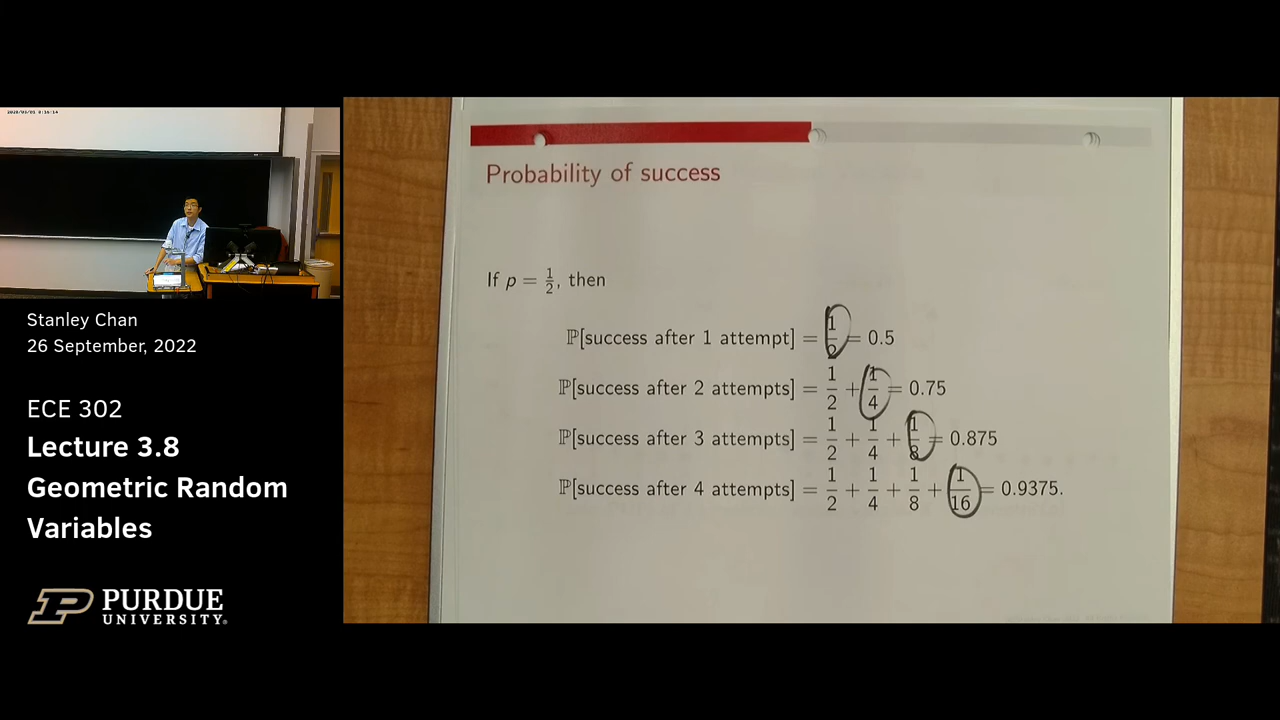 Stanley Chan
26 September, 2022
ECE 302
Lecture 3.8
Geometric Random
Variables
PURDUE
UNIVERSITY.
Probability of success
If p = 1/2, then
ℙ[success after 1 attempt] = 1/2 = 0.5
ℙ[success after 2 attempts] = 1/2 + 1/4 = 0.75
ℙ[success after 3 attempts] = 1/2 + 1/4 + 1/8 = 0.875
ℙ[success after 4 attempts] = 1/2 + 1/4 + 1/8 + 1/16 = 0.9375.